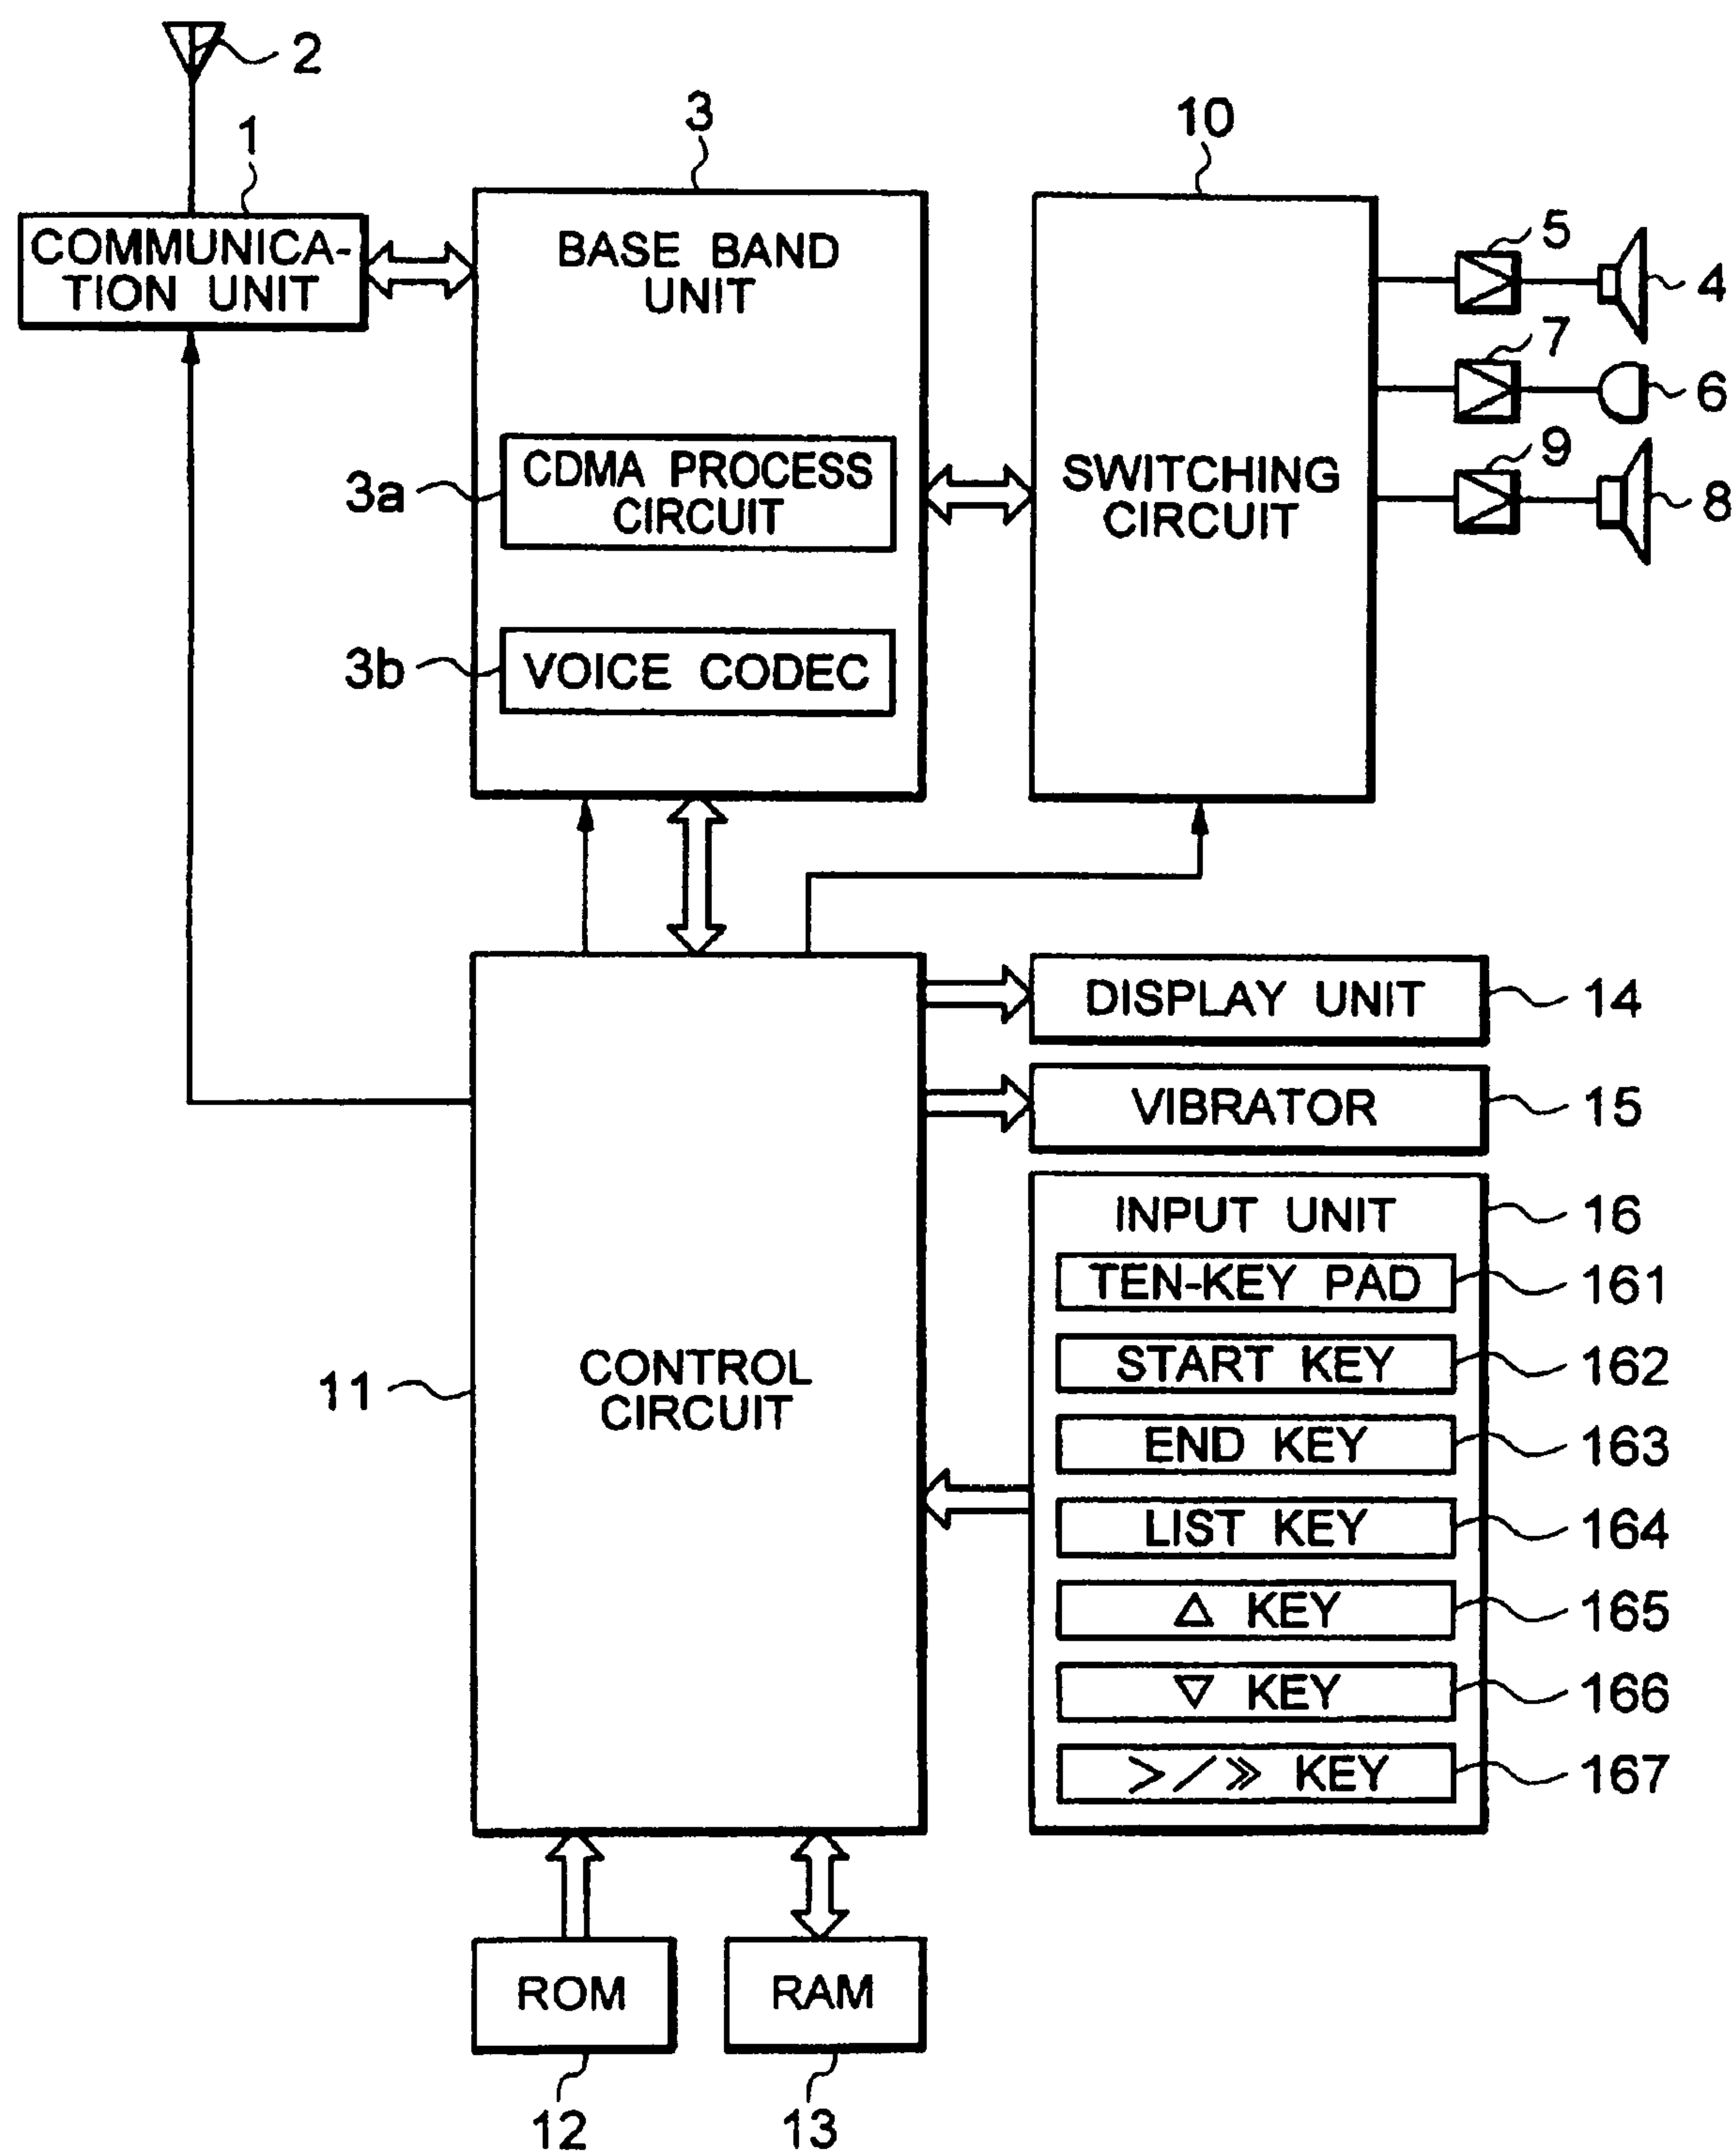 2
1
COMMUNICA-
TION UNIT
3
BASE BAND
UNIT
3a
CDMA PROCESS
CIRCUIT
3b
VOICE CODEC
10
SWITCHING
CIRCUIT
5
4
7
6
9
8
11
CONTROL
CIRCUIT
DISPLAY UNIT
14
VIBRATOR
15
INPUT UNIT
16
TEN-KEY PAD
161
START KEY
162
END KEY
163
LIST KEY
164
△ KEY
165
▽ KEY
166
>/≫ KEY
167
ROM
12
RAM
13